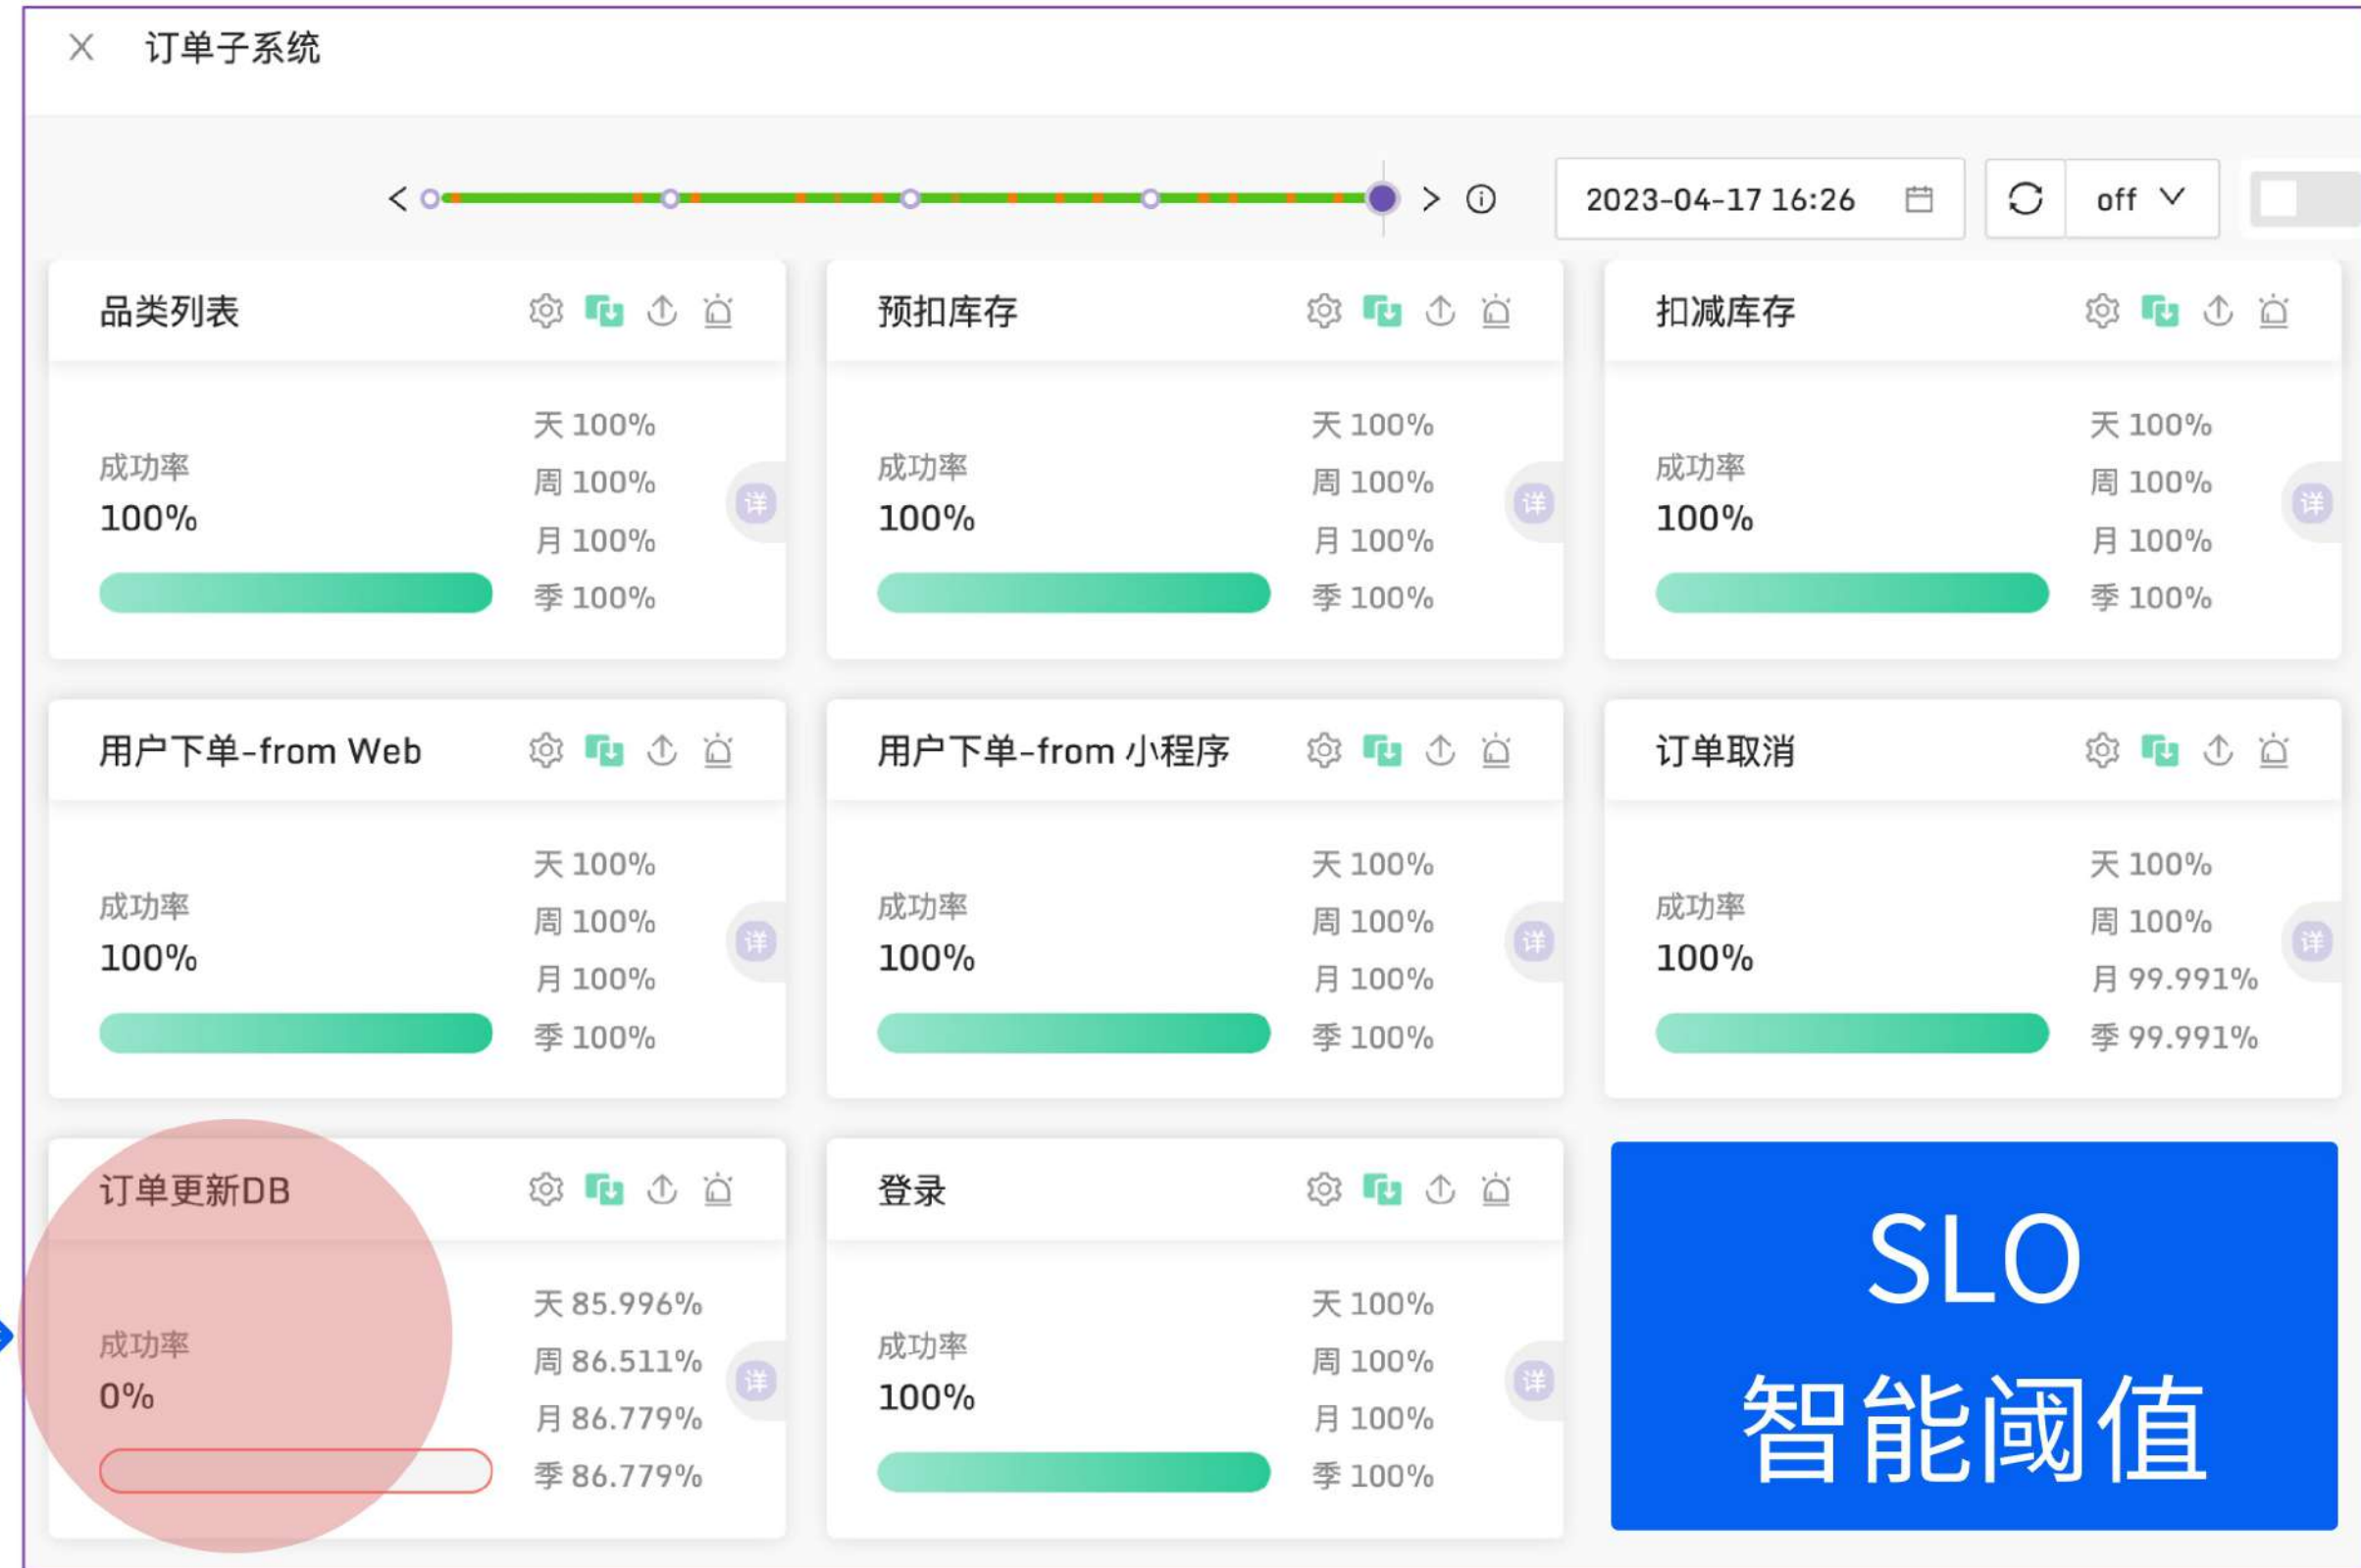 订单子系统
2023-04-17 16:26
off
品类列表
成功率
100%
天 100%
周 100%
月 100%
季 100%
详
预扣库存
成功率
100%
天 100%
周 100%
月 100%
季 100%
详
扣减库存
成功率
100%
天 100%
周 100%
月 100%
季 100%
详
用户下单-from Web
成功率
100%
天 100%
周 100%
月 100%
季 100%
详
用户下单-from 小程序
成功率
100%
天 100%
周 100%
月 100%
季 100%
详
订单取消
成功率
100%
天 100%
周 100%
月 99.991%
季 99.991%
详
订单更新DB
成功率
0%
天 85.996%
周 86.511%
月 86.779%
季 86.779%
详
登录
成功率
100%
天 100%
周 100%
月 100%
季 100%
详
SLO
智能阈值